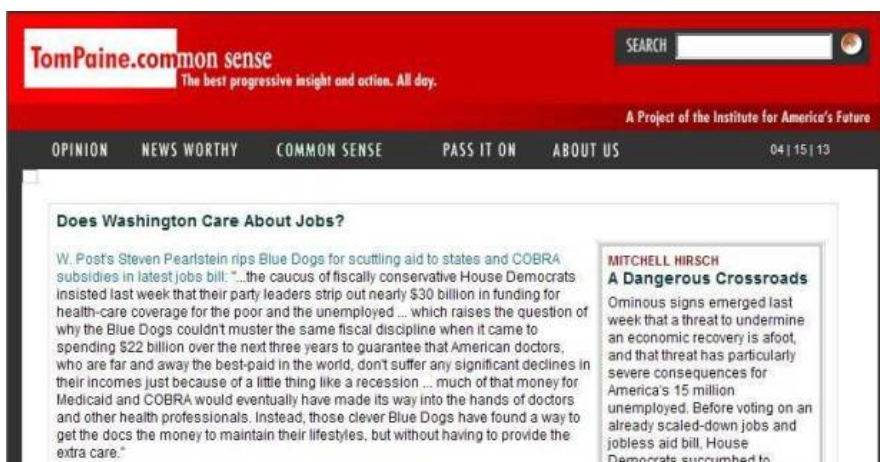 TomPaine.common sense
The best progressive insight and action. All day.
SEARCH
A Project of the Institute for America's Future
OPINION NEWS WORTHY COMMON SENSE PASS IT ON ABOUT US 04 | 15 | 13
Does Washington Care About Jobs?
W. Post's Steven Pearlstein rips Blue Dogs for scuttling aid to states and COBRA
subsidies in latest jobs bill: "...the caucus of fiscally conservative House Democrats
insisted last week that their party leaders strip out nearly $30 billion in funding for
health-care coverage for the poor and the unemployed ... which raises the question of
why the Blue Dogs couldn't muster the same fiscal discipline when it came to
spending $22 billion over the next three years to guarantee that American doctors,
who are far and away the best-paid in the world, don't suffer any significant declines in
their incomes just because of a little thing like a recession ... much of that money for
Medicaid and COBRA would eventually have made its way into the hands of doctors
and other health professionals. Instead, those clever Blue Dogs have found a way to
get the docs the money to maintain their lifestyles, but without having to provide the
extra care."
MITCHELL HIRSCH
A Dangerous Crossroads
Ominous signs emerged last
week that a threat to undermine
an economic recovery is afoot,
and that threat has particularly
severe consequences for
America's 15 million
unemployed. Before voting on an
already scaled-down jobs and
jobless aid bill, House
Democrats succumbed to